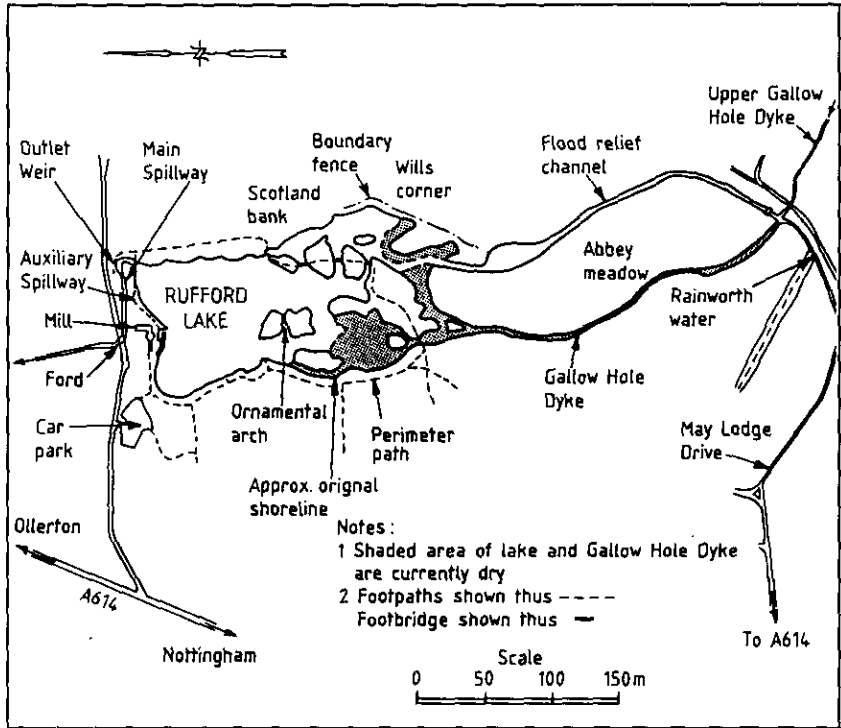 N
Upper Gallow
Hole Dyke
Outlet
Weir
Main
Spillway
Boundary
fence
Wills
corner
Flood relief
channel
Scotland
bank
Auxiliary
Spillway
RUFFORD
LAKE
Abbey
meadow
Rainworth
water
Mill
Ford
Gallow Hole
Dyke
Car
park
Ornamental
arch
Perimeter
path
May Lodge
Drive
Approx. orignal
shoreline
Ollerton
A614
Nottingham
Notes :
1 Shaded area of lake and Gallow Hole Dyke
are currently dry
2 Footpaths shown thus - - - -
Footbridge shown thus —
To A614
Scale
0 50 100 150m